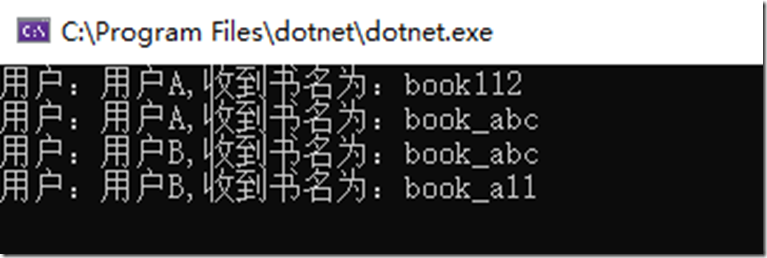 C:\Program Files\dotnet\dotnet.exe
用户：用户A,收到书名为：book112
用户：用户A,收到书名为：book_abc
用户：用户B,收到书名为：book_abc
用户：用户B,收到书名为：book_all